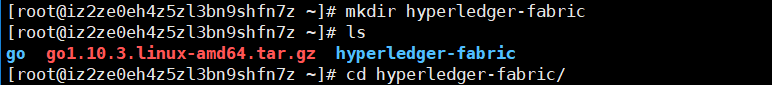 [root@iz2ze0eh4z5zl3bn9shfn7z ~]# mkdir hyperledger-fabric
[root@iz2ze0eh4z5zl3bn9shfn7z ~]# ls
go  go1.10.3.linux-amd64.tar.gz  hyperledger-fabric
[root@iz2ze0eh4z5zl3bn9shfn7z ~]# cd hyperledger-fabric/